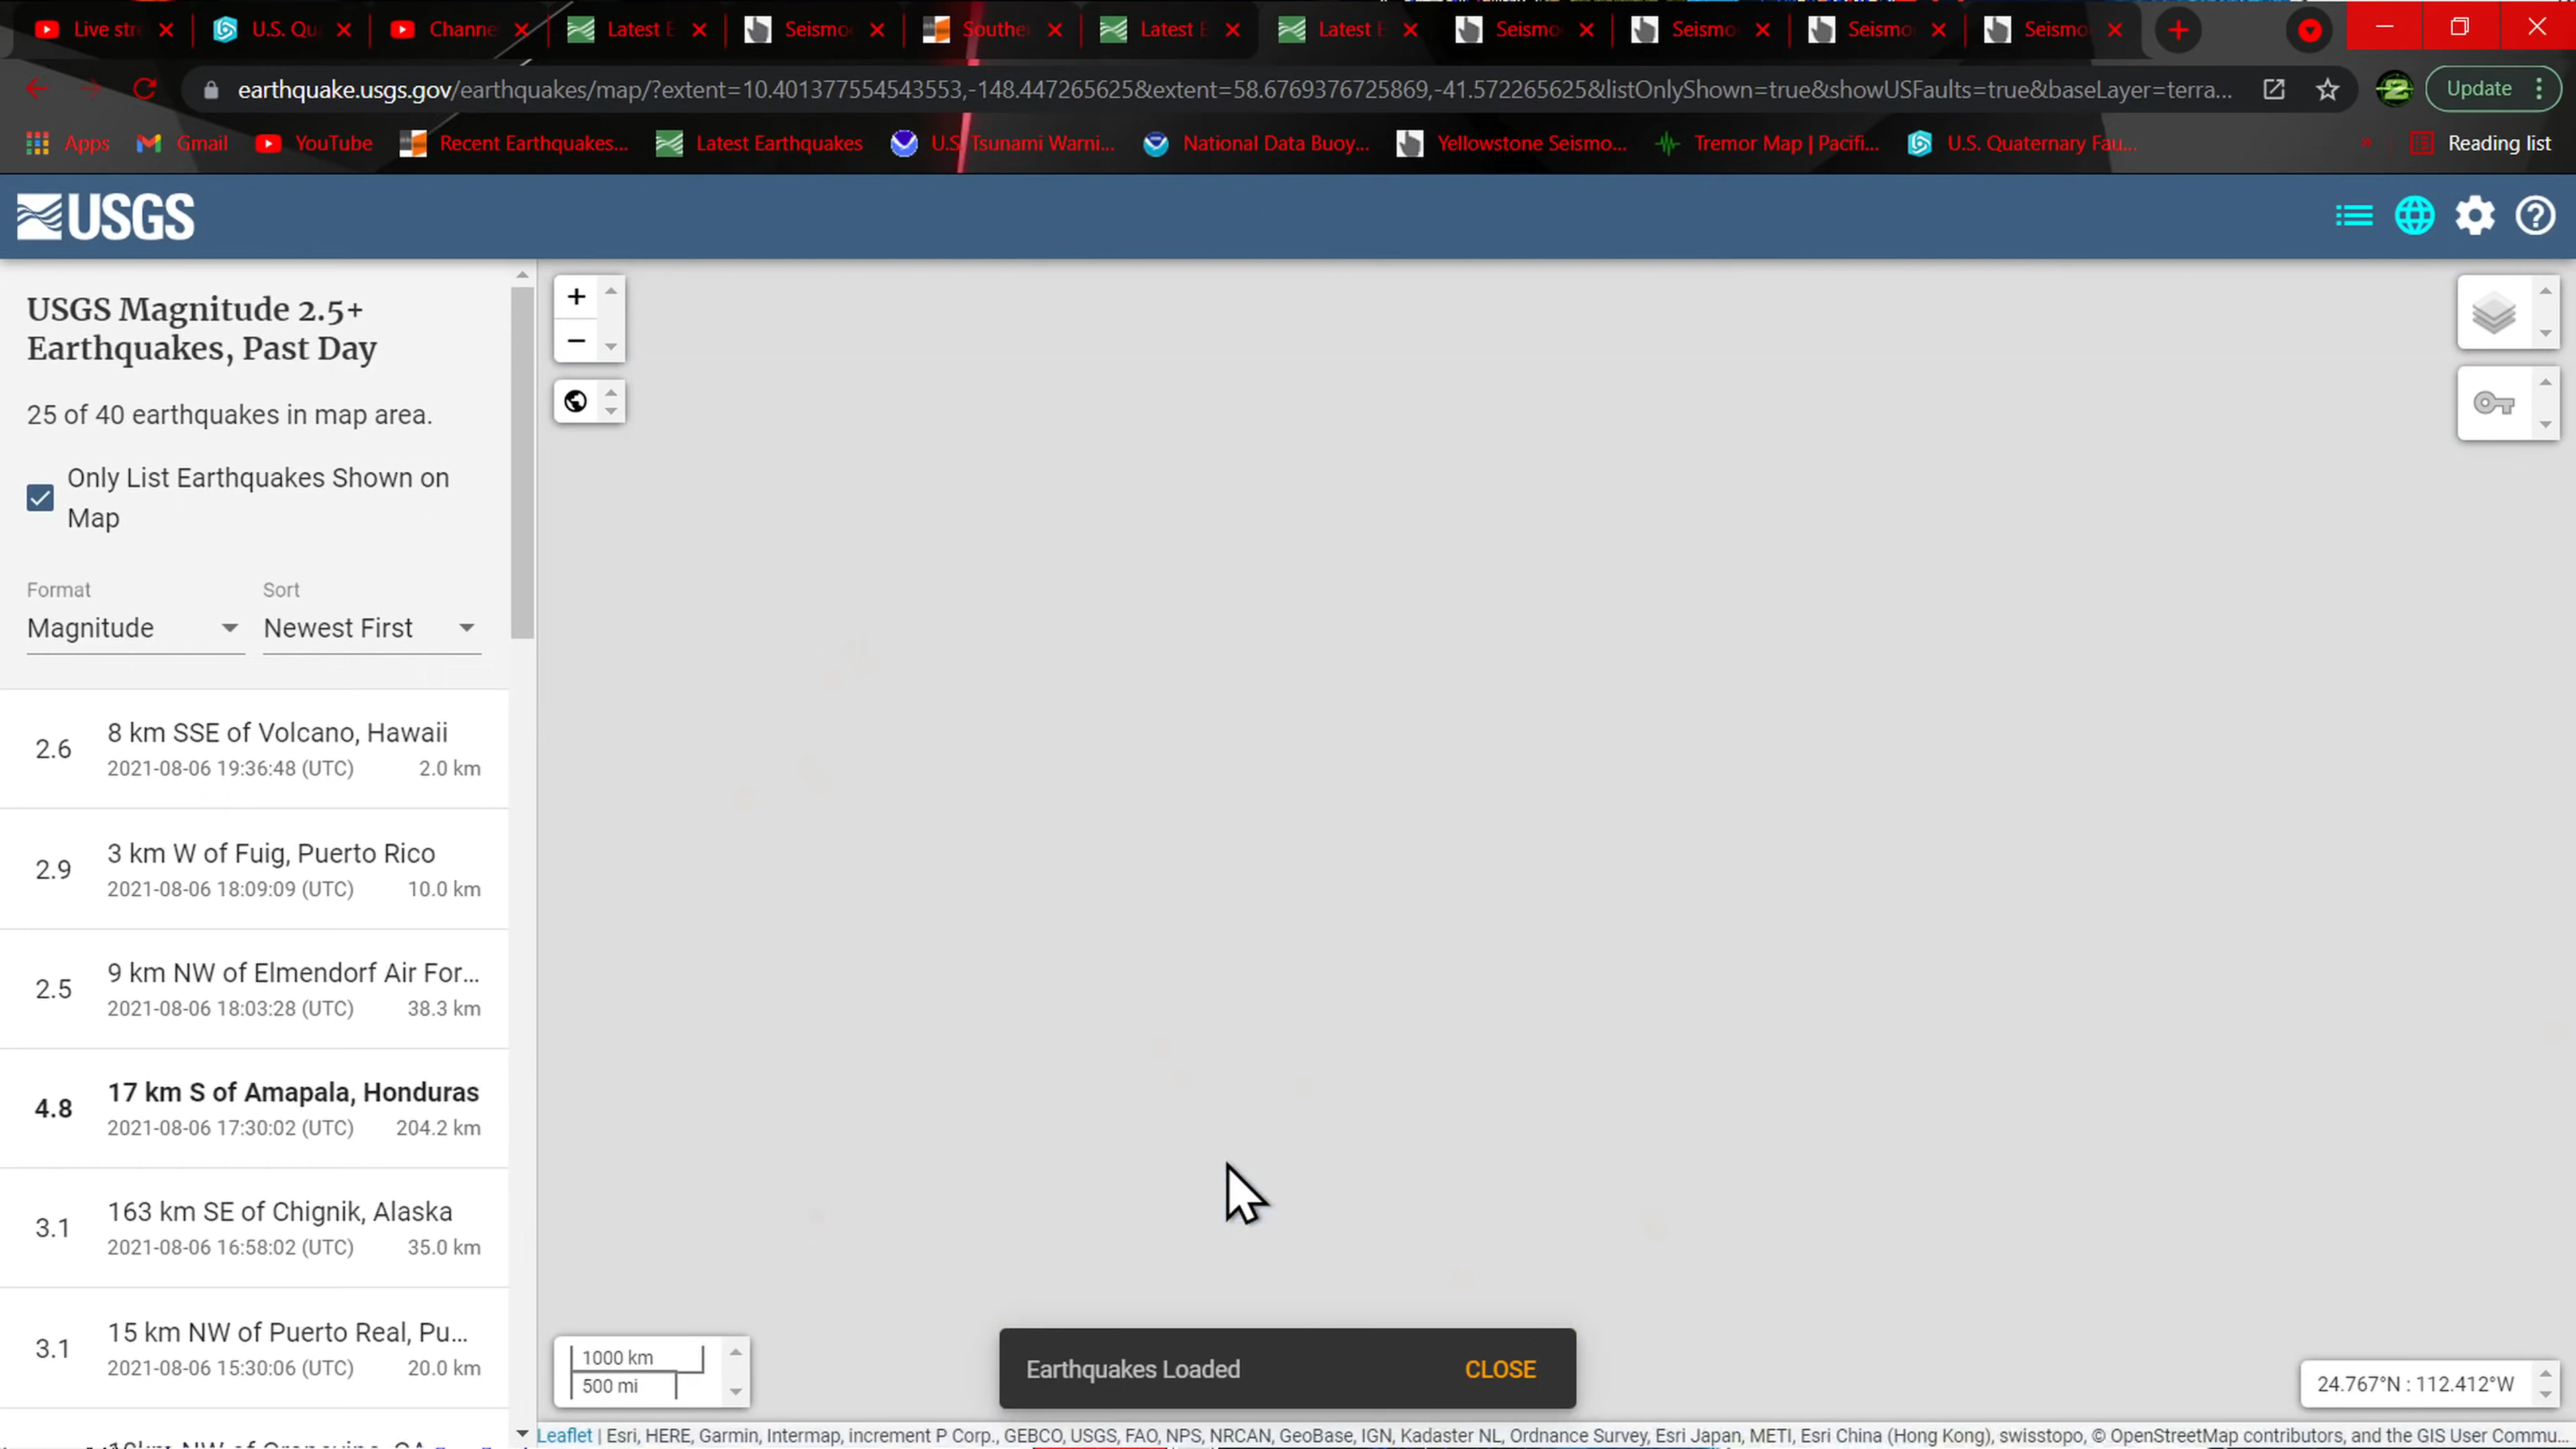 Live stre
U.S. Qu
Channe
Latest E
Seismo
Souther
Latest E
Latest E
Seismo
Seismo
Seismo
Seismo
earthquake.usgs.gov/earthquakes/map/?extent=10.401377554543553,-148.447265625&extent=58.6769376725869,-41.572265625&listOnlyShown=true&showUSFaults=true&baseLayer=terra...
Update
Apps
Gmail
YouTube
Recent Earthquakes...
Latest Earthquakes
U.S. Tsunami Warni...
National Data Buoy...
Yellowstone Seismo...
Tremor Map | Pacifi...
U.S. Quaternary Fau...
»
Reading list
USGS
USGS Magnitude 2.5+
Earthquakes, Past Day
25 of 40 earthquakes in map area.
Only List Earthquakes Shown on
Map
Format
Sort
Magnitude
Newest First
2.6
8 km SSE of Volcano, Hawaii
2021-08-06 19:36:48 (UTC)
2.0 km
2.9
3 km W of Fuig, Puerto Rico
2021-08-06 18:09:09 (UTC)
10.0 km
2.5
9 km NW of Elmendorf Air For...
2021-08-06 18:03:28 (UTC)
38.3 km
4.8
17 km S of Amapala, Honduras
2021-08-06 17:30:02 (UTC)
204.2 km
3.1
163 km SE of Chignik, Alaska
2021-08-06 16:58:02 (UTC)
35.0 km
3.1
15 km NW of Puerto Real, Pu...
2021-08-06 15:30:06 (UTC)
20.0 km
+
−
1000 km
500 mi
Earthquakes Loaded
CLOSE
24.767°N : 112.412°W
Leaflet | Esri, HERE, Garmin, Intermap, increment P Corp., GEBCO, USGS, FAO, NPS, NRCAN, GeoBase, IGN, Kadaster NL, Ordnance Survey, Esri Japan, METI, Esri China (Hong Kong), swisstopo, © OpenStreetMap contributors, and the GIS User Commu...